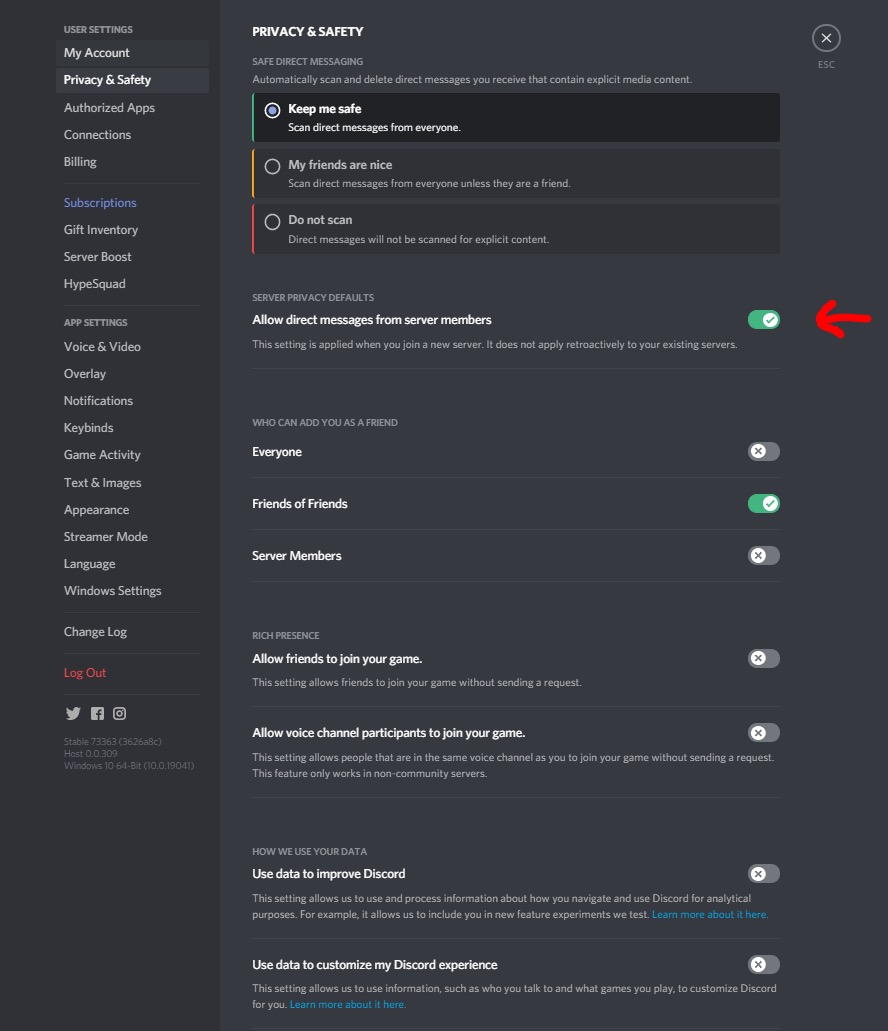 USER SETTINGS
My Account
Privacy & Safety
Authorized Apps
Connections
Billing
Subscriptions
Gift Inventory
Server Boost
HypeSquad
APP SETTINGS
Voice & Video
Overlay
Notifications
Keybinds
Game Activity
Text & Images
Appearance
Streamer Mode
Language
Windows Settings
Change Log
Log Out
Stable 73363 (3626a8c)
Host 0.0.309
Windows 10 64-Bit (10.0.19041)
PRIVACY & SAFETY
SAFE DIRECT MESSAGING
Automatically scan and delete direct messages you receive that contain explicit media content.
Keep me safe
Scan direct messages from everyone.
My friends are nice
Scan direct messages from everyone unless they are a friend.
Do not scan
Direct messages will not be scanned for explicit content.
SERVER PRIVACY DEFAULTS
Allow direct messages from server members
This setting is applied when you join a new server. It does not apply retroactively to your existing servers.
WHO CAN ADD YOU AS A FRIEND
Everyone
Friends of Friends
Server Members
RICH PRESENCE
Allow friends to join your game.
This setting allows friends to join your game without sending a request.
Allow voice channel participants to join your game.
This setting allows people that are in the same voice channel as you to join your game without sending a request.
This feature only works in non-community servers.
HOW WE USE YOUR DATA
Use data to improve Discord
This setting allows us to use and process information about how you navigate and use Discord for analytical
purposes. For example, it allows us to include you in new feature experiments we test. Learn more about it here.
Use data to customize my Discord experience
This setting allows us to use information, such as who you talk to and what games you play, to customize Discord
for you. Learn more about it here.
ESC